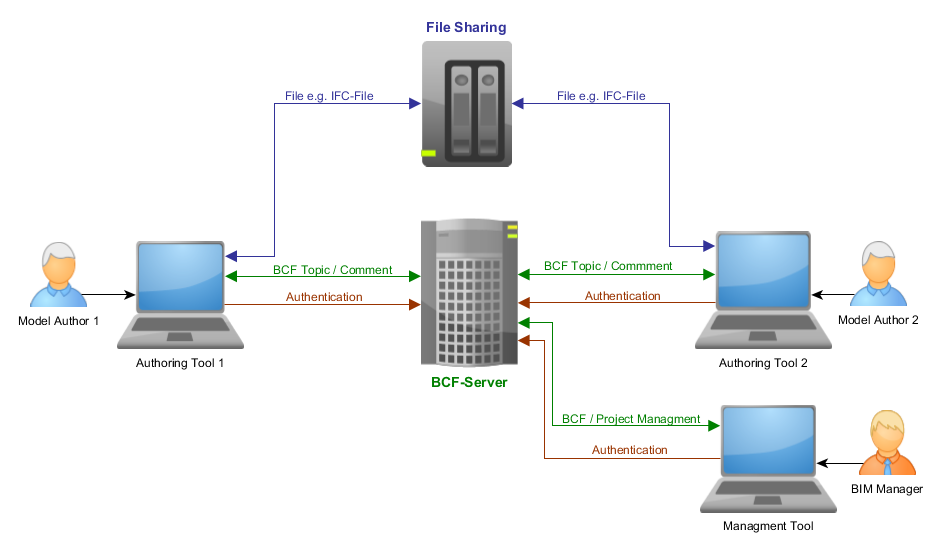 File Sharing
File e.g. IFC-File
File e.g. IFC-File
BCF Topic / Comment
BCF Topic / Commment
Authentication
Authentication
Model Author 1
Model Author 2
Authoring Tool 1
Authoring Tool 2
BCF-Server
BCF / Project Managment
Authentication
BIM Manager
Managment Tool